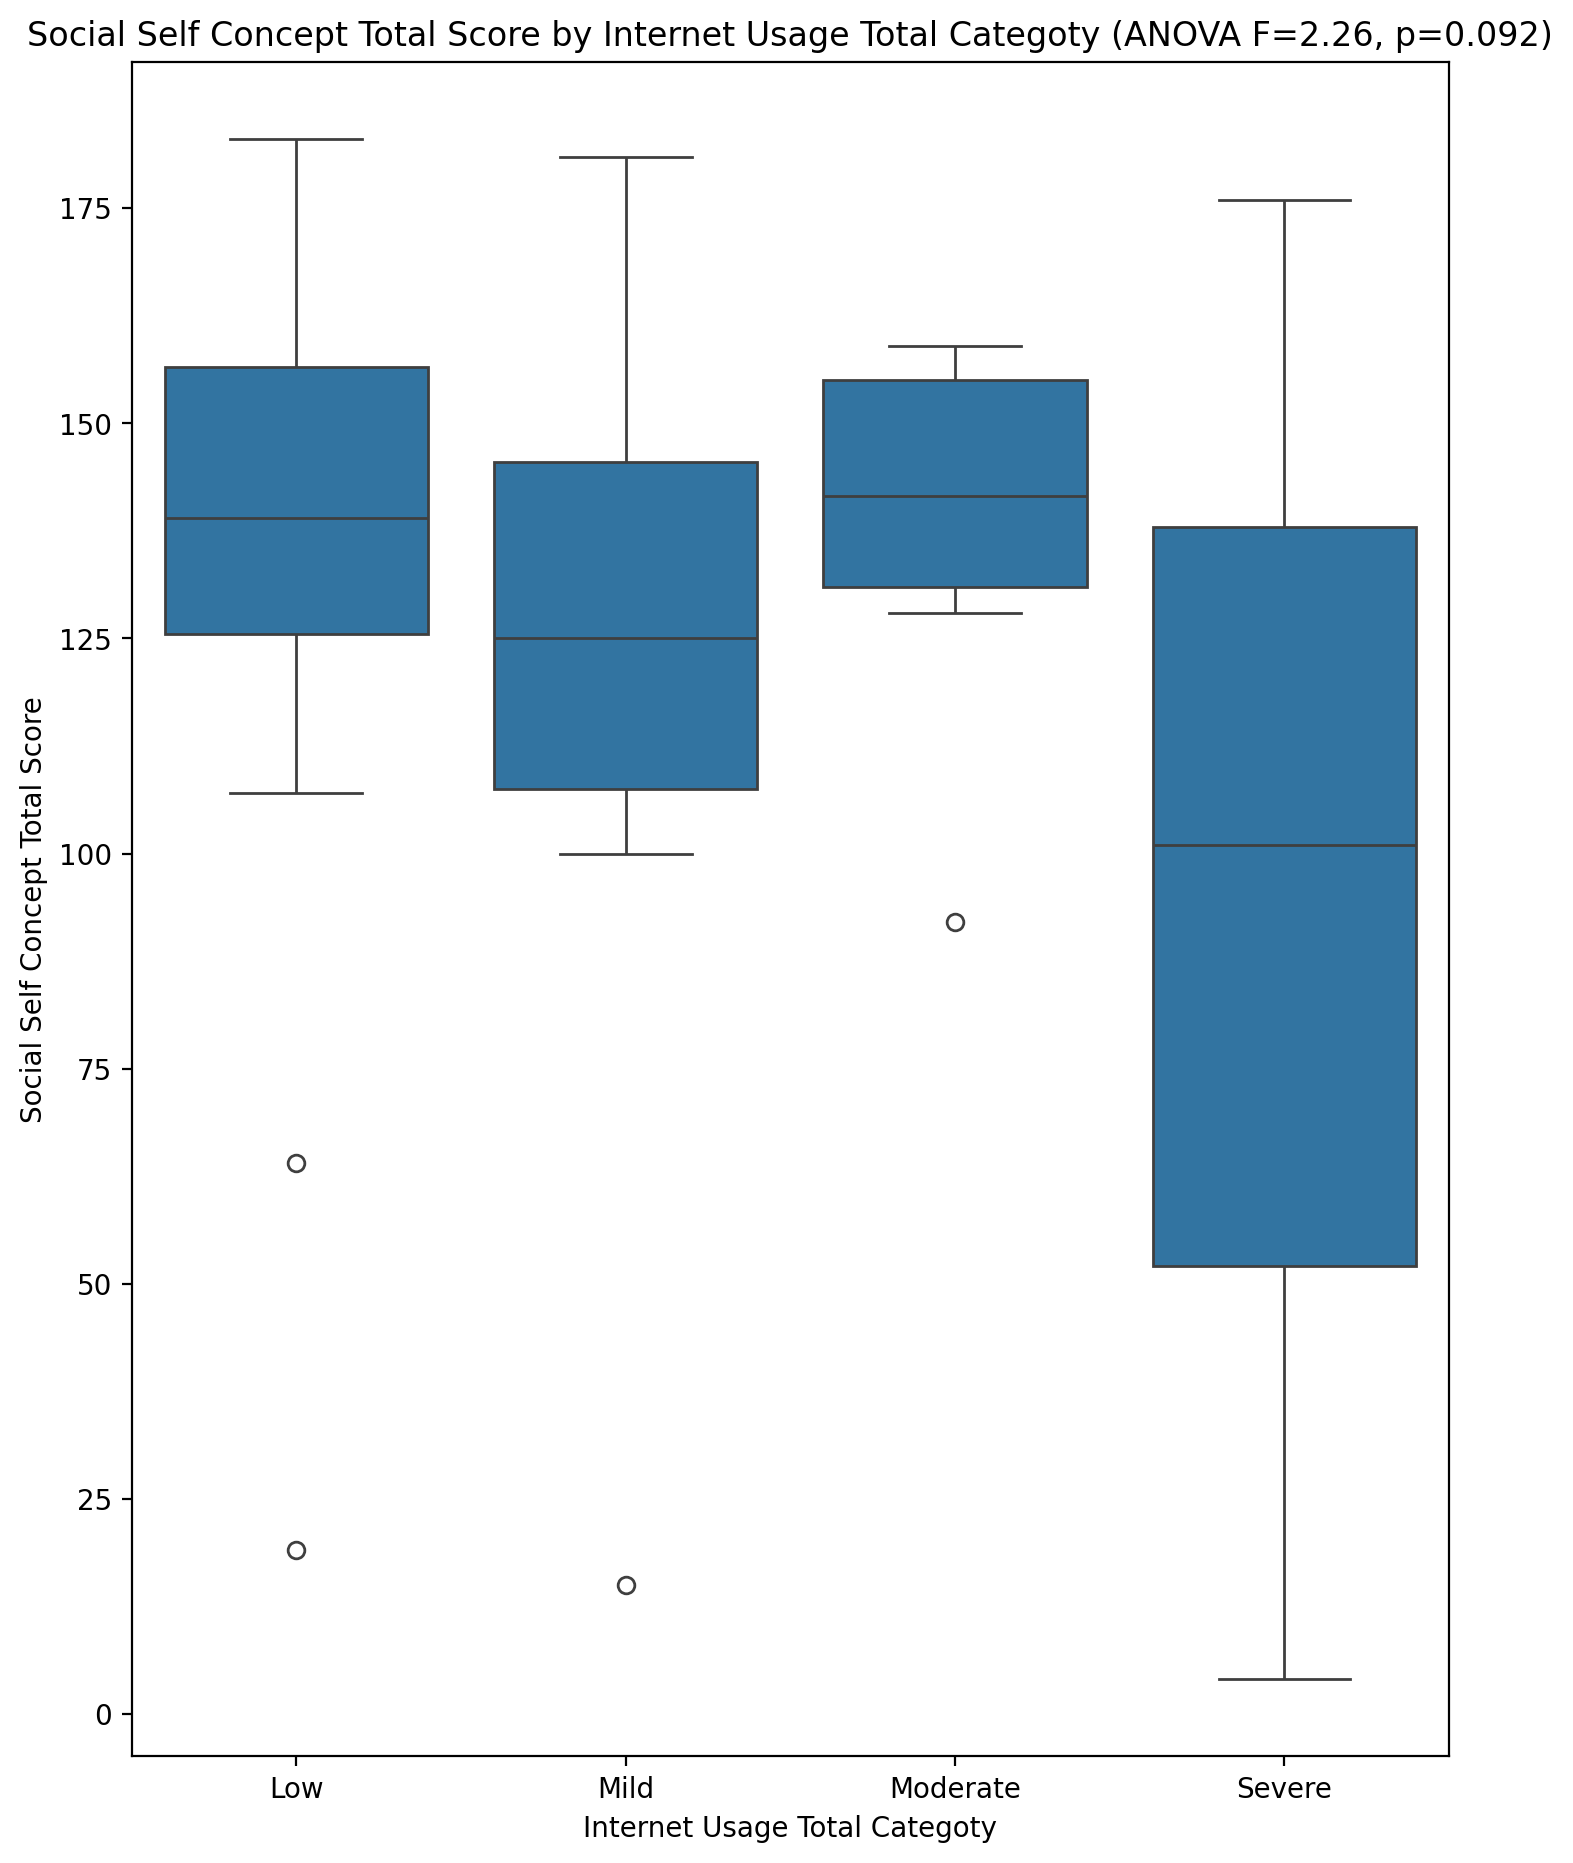 Social Self Concept Total Score by Internet Usage Total Categoty (ANOVA F=2.26, p=0.092)
Social Self Concept Total Score
175
150
125
100
75
50
25
0
Low Mild Moderate Severe
Internet Usage Total Categoty